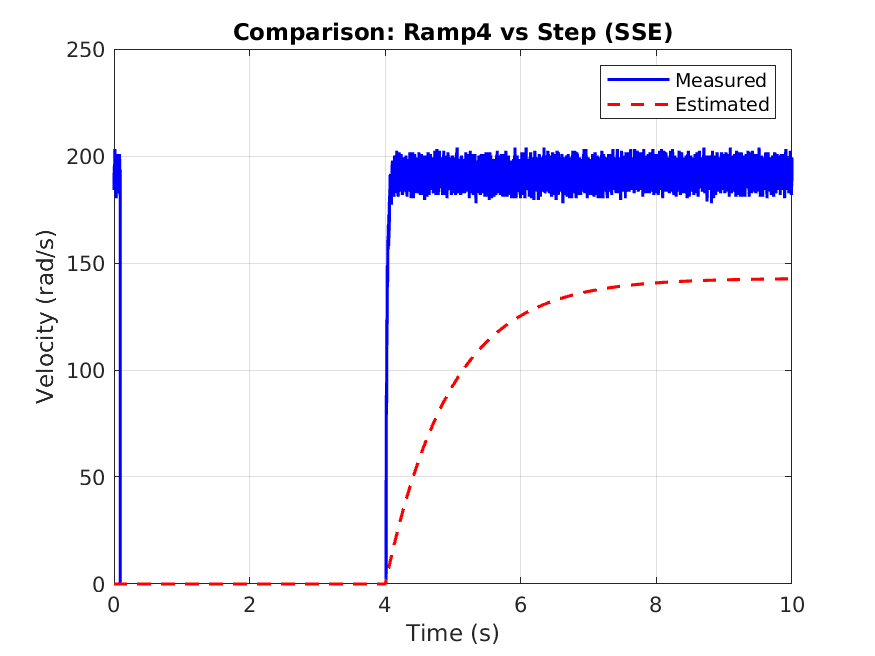 Comparison: Ramp4 vs Step (SSE)
Measured
Estimated
Velocity (rad/s)
250
200
150
100
50
0
0 2 4 6 8 10
Time (s)